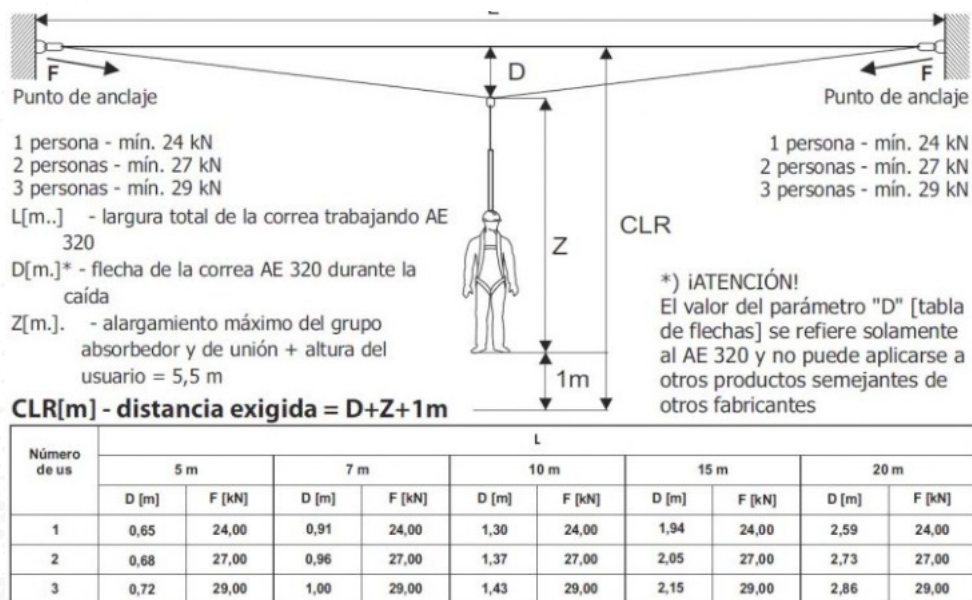 D
F
F
Punto de anclaje
Punto de anclaje
1 persona - mín. 24 kN
2 personas - mín. 27 kN
3 personas - mín. 29 kN
1 persona - mín. 24 kN
2 personas - mín. 27 kN
3 personas - mín. 29 kN
L[m..] - largura total de la correa trabajando AE
320
D[m.]* - flecha de la correa AE 320 durante la
caída
Z[m.]. - alargamiento máximo del grupo
absorbedor y de unión + altura del
usuario = 5,5 m
CLR[m] - distancia exigida = D+Z+1m
Z
CLR
1m
*) ¡ATENCIÓN!
El valor del parámetro "D" [tabla
de flechas] se refiere solamente
al AE 320 y no puede aplicarse a
otros productos semejantes de
otros fabricantes
Número
de us
L
5 m 7 m 10 m 15 m 20 m
D [m] F [kN] D [m] F [kN] D [m] F [kN] D [m] F [kN] D [m] F [kN]
1 0,65 24,00 0,91 24,00 1,30 24,00 1,94 24,00 2,59 24,00
2 0,68 27,00 0,96 27,00 1,37 27,00 2,05 27,00 2,73 27,00
3 0,72 29,00 1,00 29,00 1,43 29,00 2,15 29,00 2,86 29,00